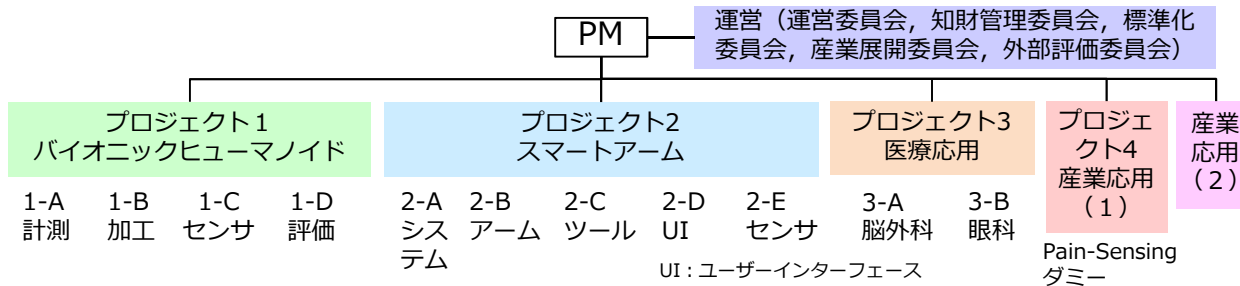 PM
運営（運営委員会，知財管理委員会，標準化
委員会，産業展開委員会，外部評価委員会）
プロジェクト１
バイオニックヒューマノイド
1-A
計測
1-B
加工
1-C
センサ
1-D
評価
プロジェクト2
スマートアーム
2-A
シス
テム
2-B
アーム
2-C
ツール
2-D
UI
2-E
センサ
UI：ユーザーインターフェース
プロジェクト3
医療応用
3-A
脳外科
3-B
眼科
プロジェ
クト4
産業応用
（１）
Pain-Sensing
ダミー
産業
応用
（２）